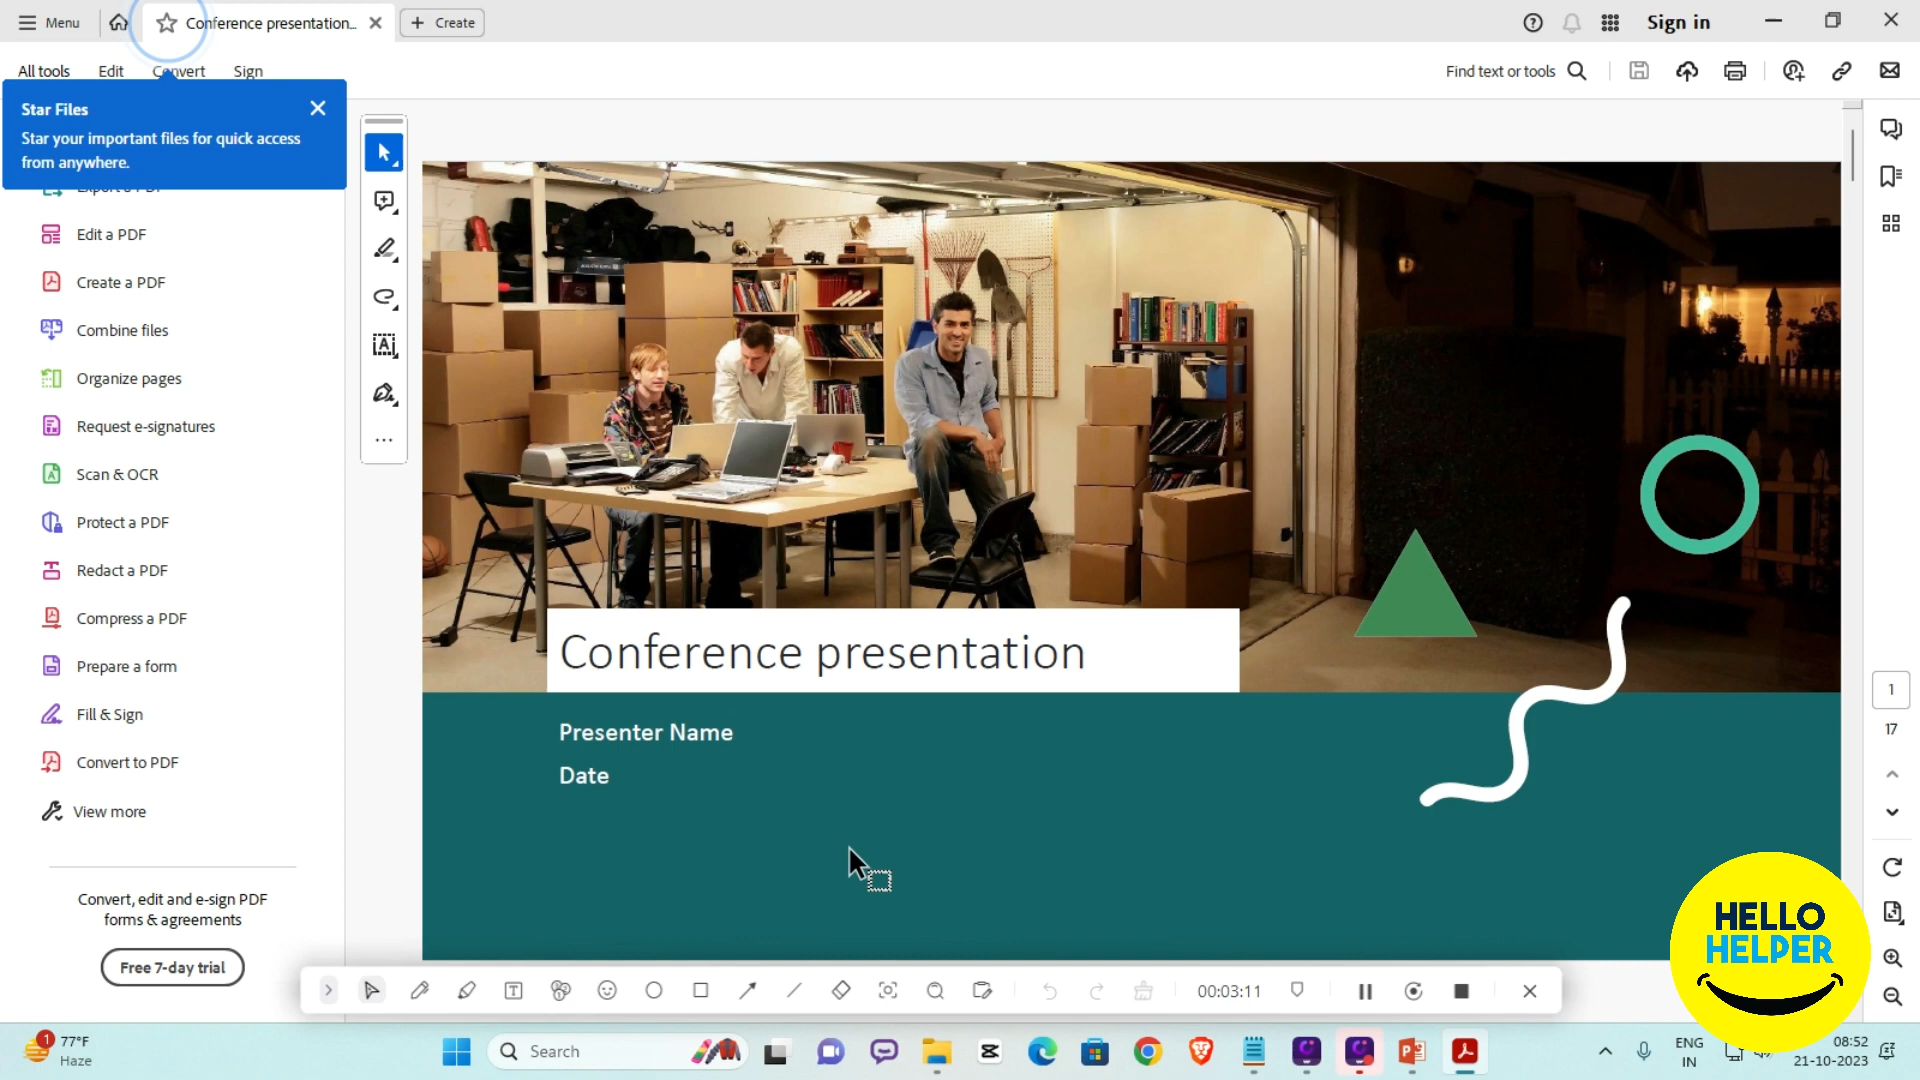 Menu
Conference presentation...
Create
Sign in
All tools
Edit
Convert
Sign
Find text or tools
Star Files
Star your important files for quick access
from anywhere.
Export a PDF
Edit a PDF
Create a PDF
Combine files
Organize pages
Request e-signatures
Scan & OCR
Protect a PDF
Redact a PDF
Compress a PDF
Prepare a form
Fill & Sign
Convert to PDF
View more
Convert, edit and e-sign PDF
forms & agreements
Free 7-day trial
Conference presentation
Presenter Name
Date
1
17
HELLO
HELPER
00:03:11
1
77°F
Haze
Search
ENG
IN
08:52
21-10-2023